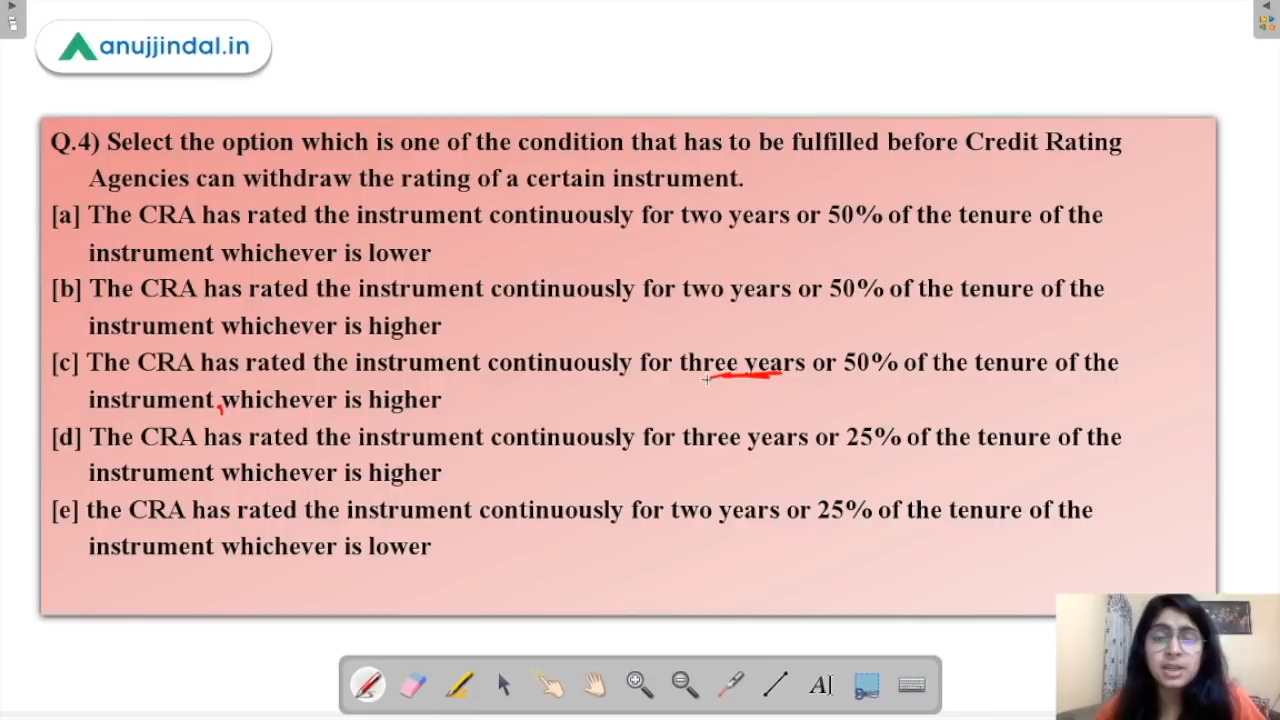 anujjindal.in
Q.4) Select the option which is one of the condition that has to be fulfilled before Credit Rating
Agencies can withdraw the rating of a certain instrument.
[a] The CRA has rated the instrument continuously for two years or 50% of the tenure of the
instrument whichever is lower
[b] The CRA has rated the instrument continuously for two years or 50% of the tenure of the
instrument whichever is higher
[c] The CRA has rated the instrument continuously for three years or 50% of the tenure of the
instrument whichever is higher
[d] The CRA has rated the instrument continuously for three years or 25% of the tenure of the
instrument whichever is higher
[e] the CRA has rated the instrument continuously for two years or 25% of the tenure of the
instrument whichever is lower